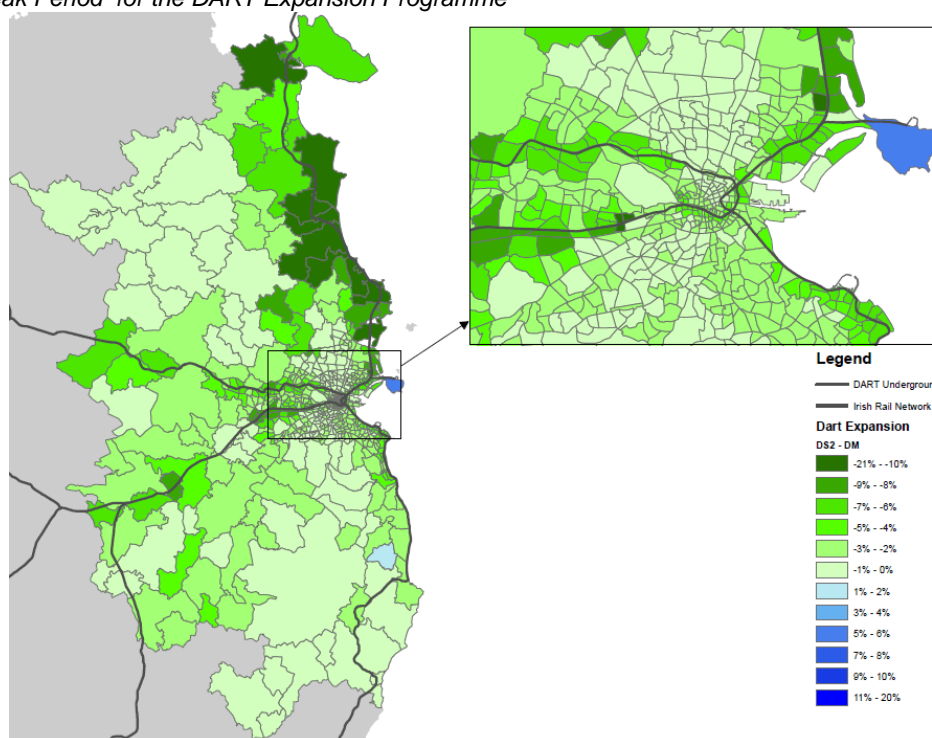 eak Period for the DART Expansion Programme
Legend
DART Undergroun
Irish Rail Network
Dart Expansion
DS2 - DM
-21% - -10%
-9% - -8%
-7% - -6%
-5% - -4%
-3% - -2%
-1% - 0%
1% - 2%
3% - 4%
5% - 6%
7% - 8%
9% - 10%
11% - 20%